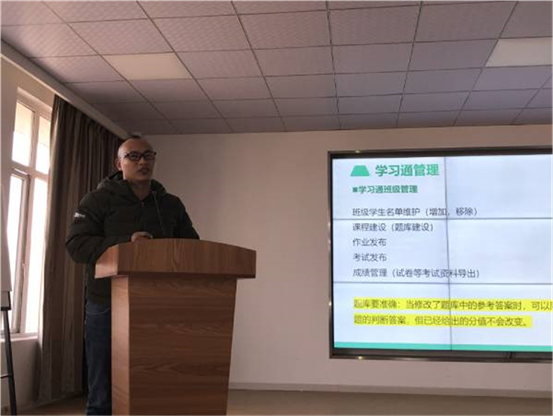 学习通管理
■学习通班级管理
班级学生名单维护（增加，移除）
课程建设（题库建设）
作业发布
考试发布
成绩管理（试卷等考试资料导出）
题库要准确：当修改了题库中的参考答案时，可以
题的判断答案，但已经给出的分值不会改变。